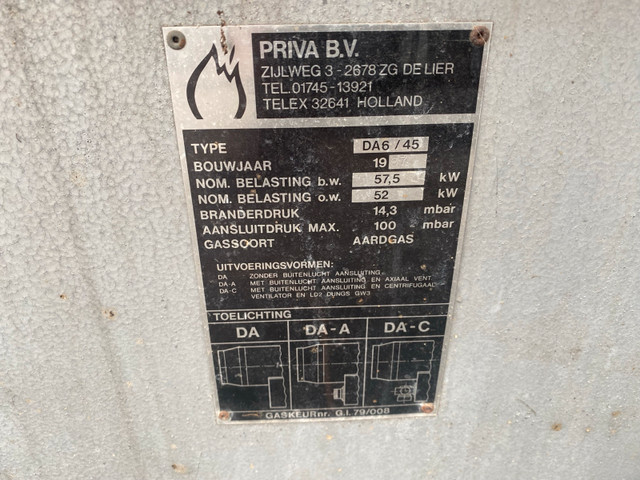 PRIVA B.V.
ZIJLWEG 3 - 2678 ZG DE LIER
TEL. 01745 - 13921
TELEX 32641 HOLLAND
TYPE DA6 / 45
BOUWJAAR 19
NOM. BELASTING b.w. 57,5 kW
NOM. BELASTING o.w. 52 kW
BRANDERDRUK 14,3 mbar
AANSLUITDRUK MAX. 100 mbar
GASSOORT AARDGAS
UITVOERINGSVORMEN:
DA ZONDER BUITENLUCHT AANSLUITING
DA-A MET BUITENLUCHT AANSLUITING EN AXIAAL VENT.
DA-C MET BUITENLUCHT AANSLUITING EN CENTRIFUGAAL
VENTILATOR EN LD2 DUNGS GW3
TOELICHTING
DA DA-A DA-C
GASKEURnr. G.I. 79/008